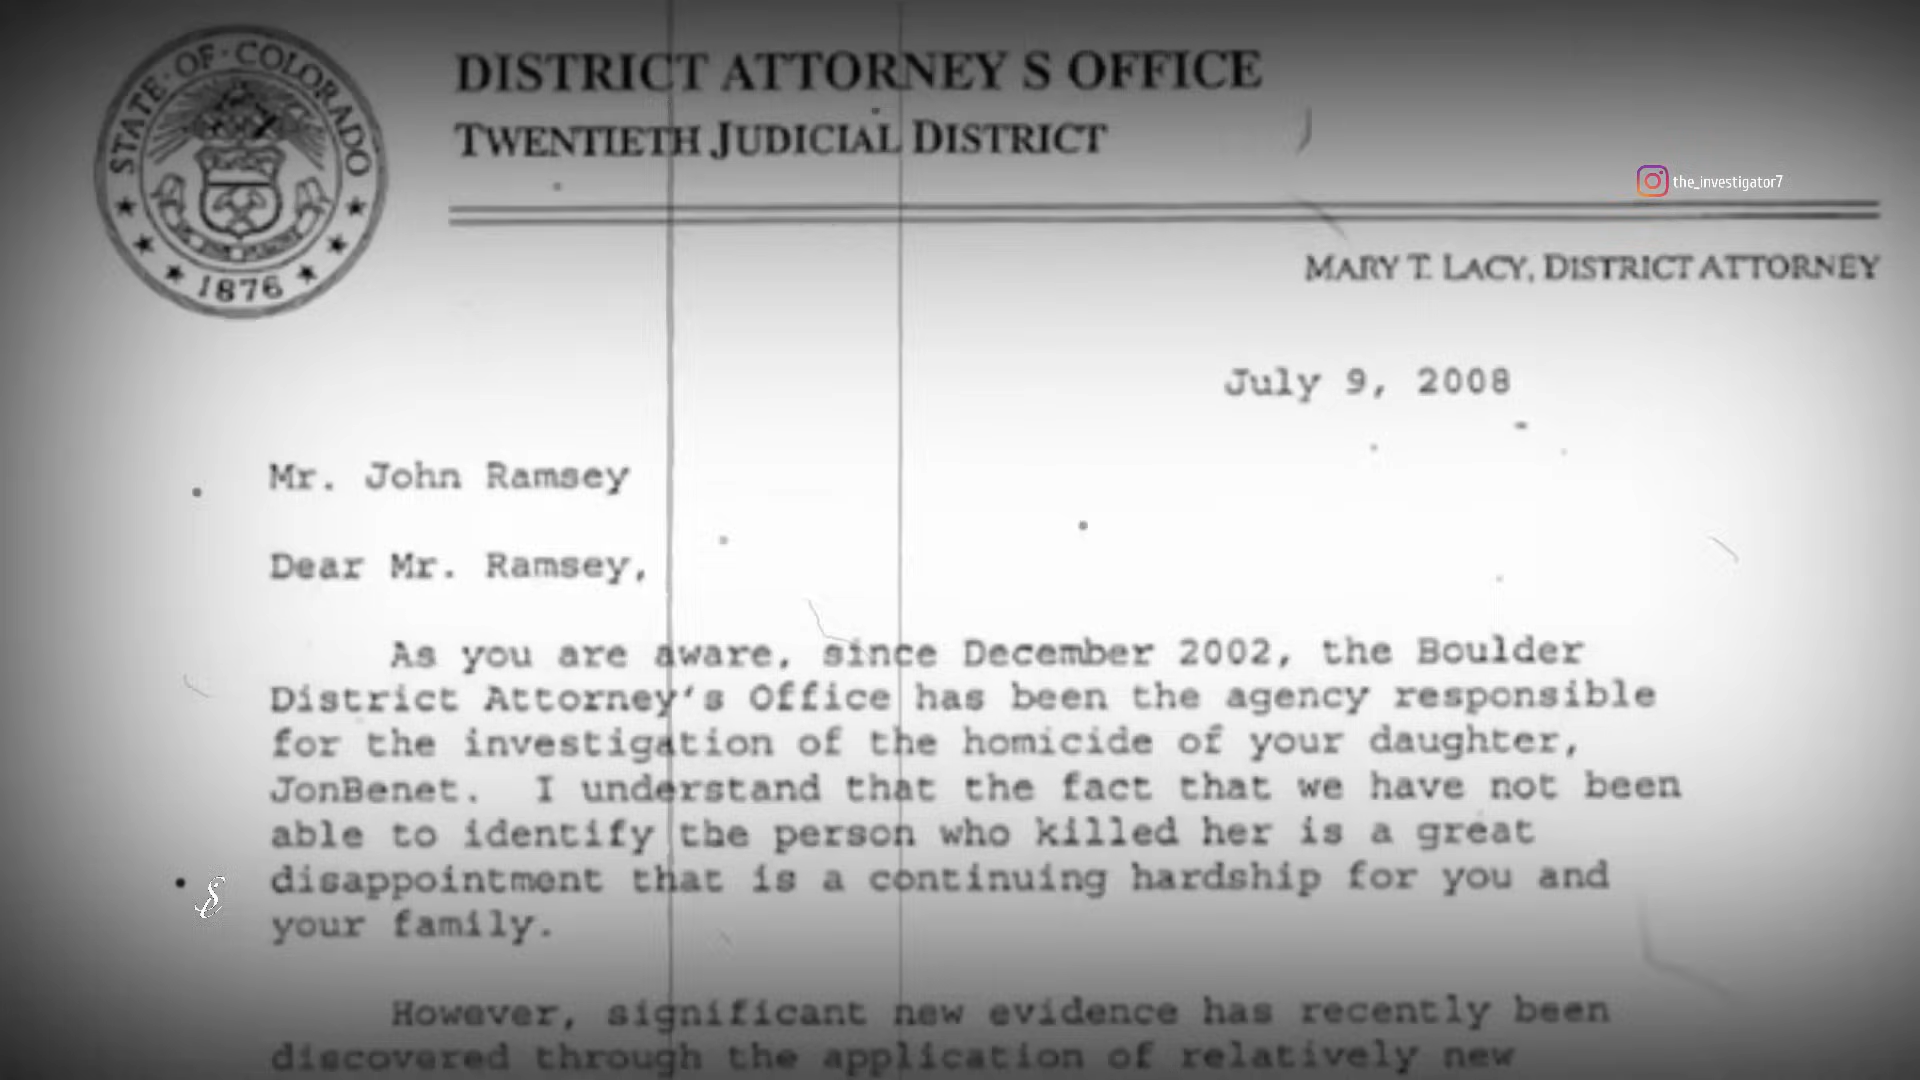 STATE · OF · COLORADO
1876
DISTRICT ATTORNEY S OFFICE
TWENTIETH JUDICIAL DISTRICT
the_investigator7
MARY T. LACY, DISTRICT ATTORNEY
July 9, 2008
Mr. John Ramsey
Dear Mr. Ramsey,
As you are aware, since December 2002, the Boulder
District Attorney's Office has been the agency responsible
for the investigation of the homicide of your daughter,
JonBenet. I understand that the fact that we have not been
able to identify the person who killed her is a great
disappointment that is a continuing hardship for you and
your family.
However, significant new evidence has recently been
discovered through the application of relatively new